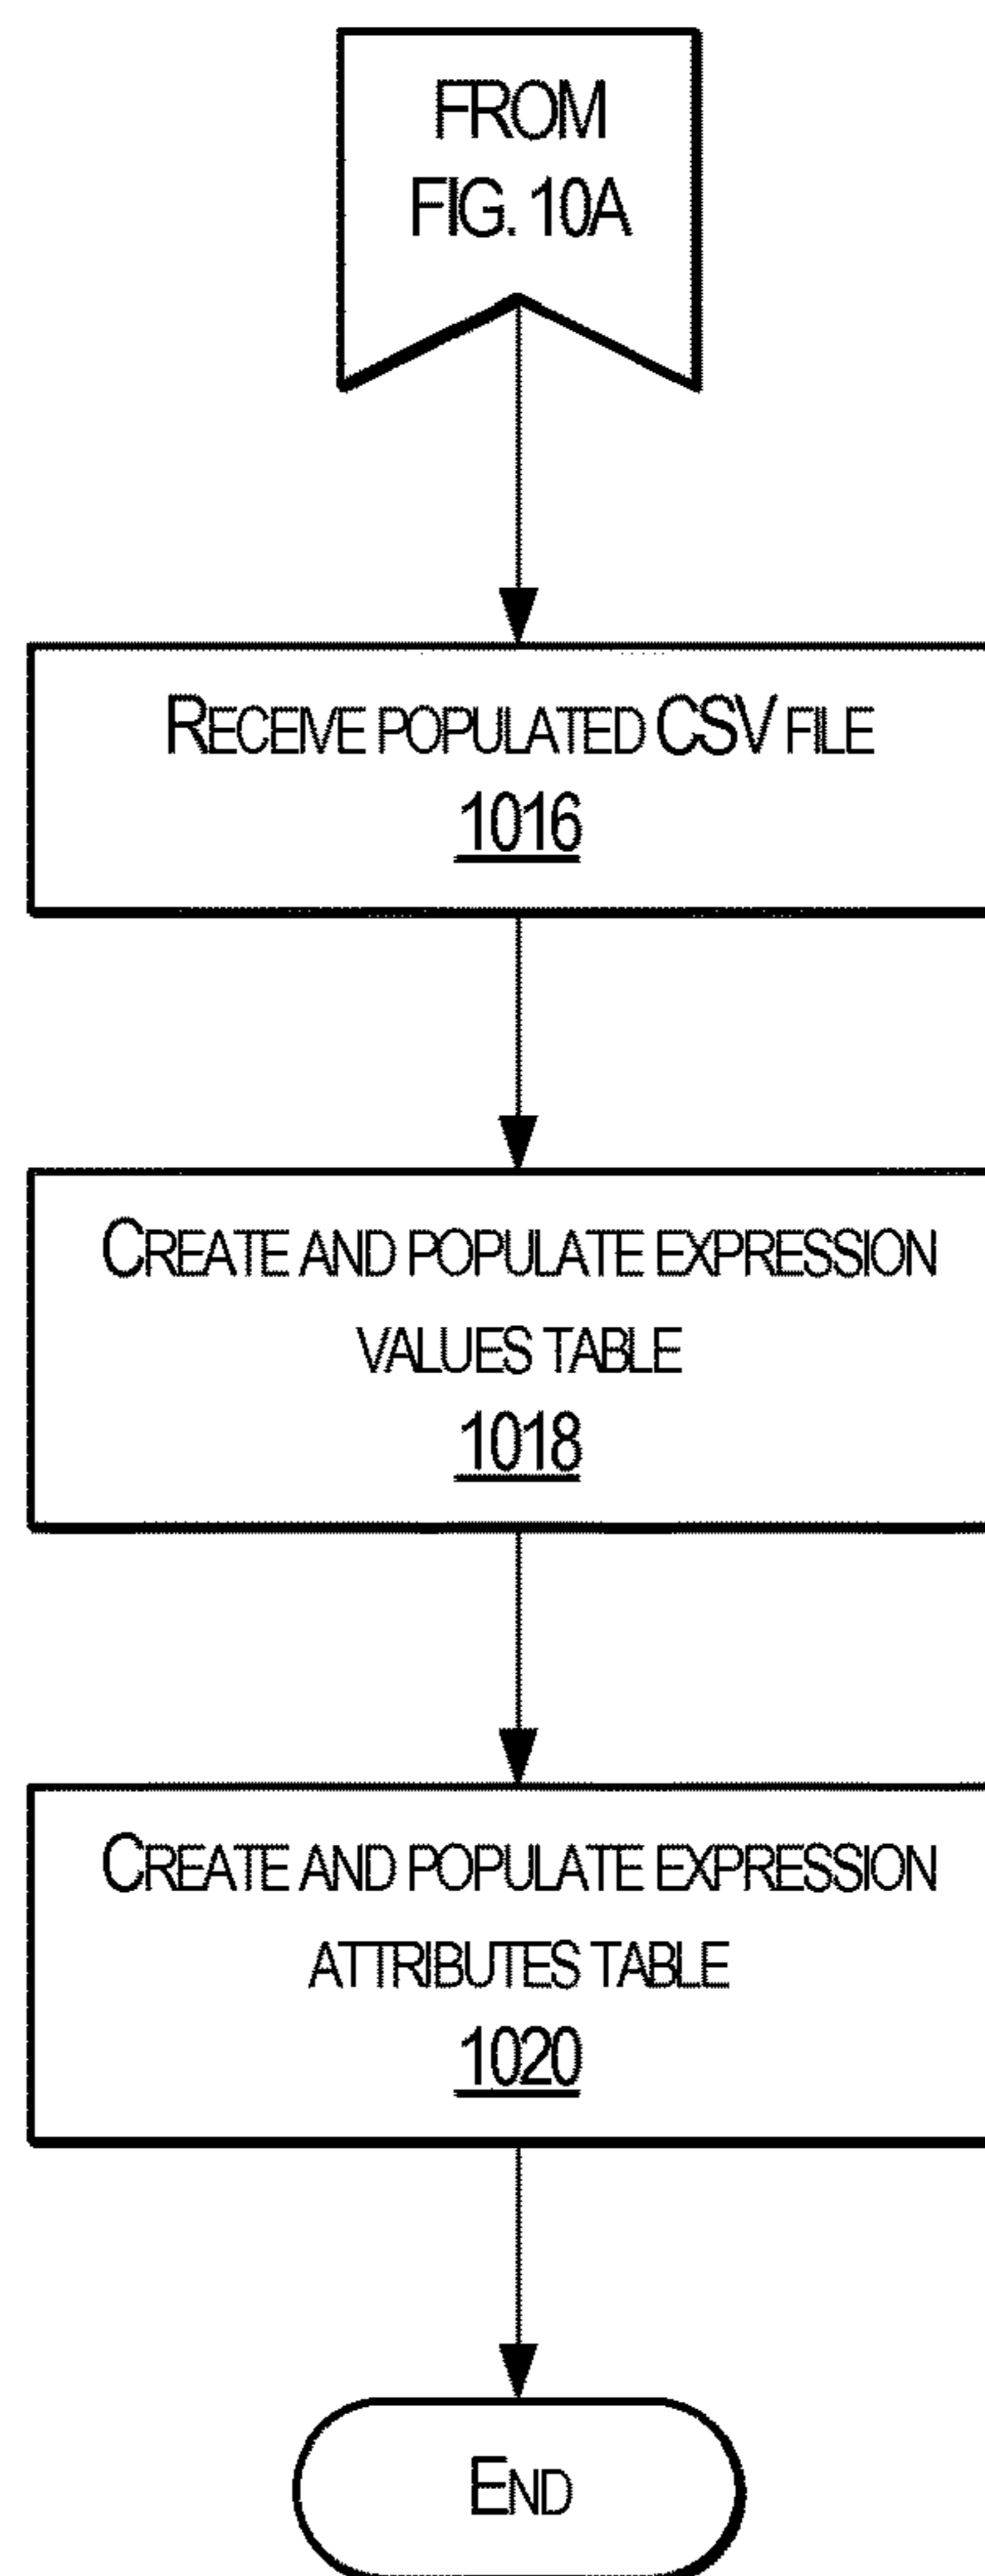 FROM
FIG. 10A
RECEIVE POPULATED CSV FILE
1016
CREATE AND POPULATE EXPRESSION
VALUES TABLE
1018
CREATE AND POPULATE EXPRESSION
ATTRIBUTES TABLE
1020
END